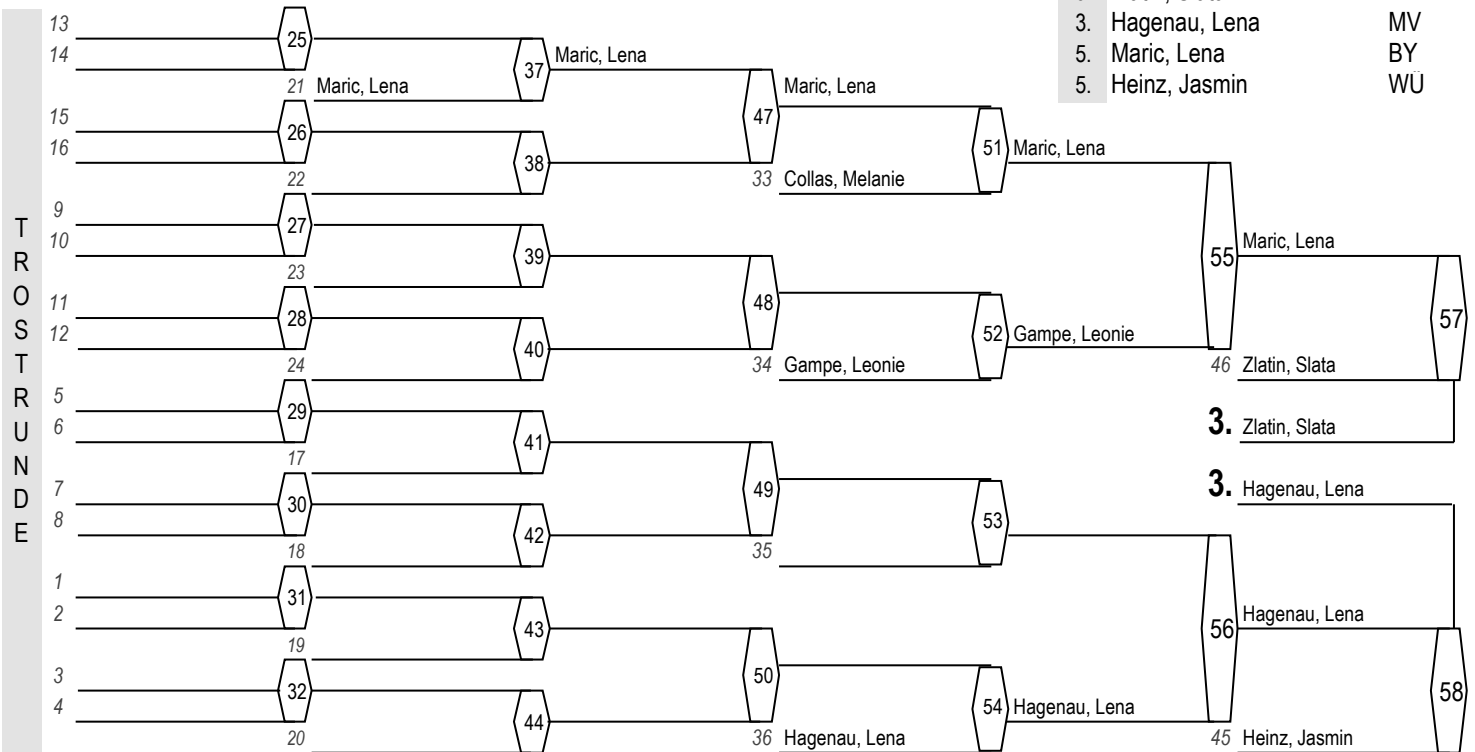 3. Hagenau, Lena MV
5. Maric, Lena BY
5. Heinz, Jasmin WÜ
TROSTRUNDE
13
14
25
21 Maric, Lena
37 Maric, Lena
15
16
26
22
38
47 Maric, Lena
33 Collas, Melanie
51 Maric, Lena
9
10
27
23
39
11
12
28
24
40
48
34 Gampe, Leonie
52 Gampe, Leonie
55 Maric, Lena
46 Zlatin, Slata
57
3. Zlatin, Slata
5
6
29
17
41
7
8
30
18
42
49
35
53
3. Hagenau, Lena
1
2
31
19
43
3
4
32
20
44
50
36 Hagenau, Lena
54 Hagenau, Lena
56 Hagenau, Lena
45 Heinz, Jasmin
58